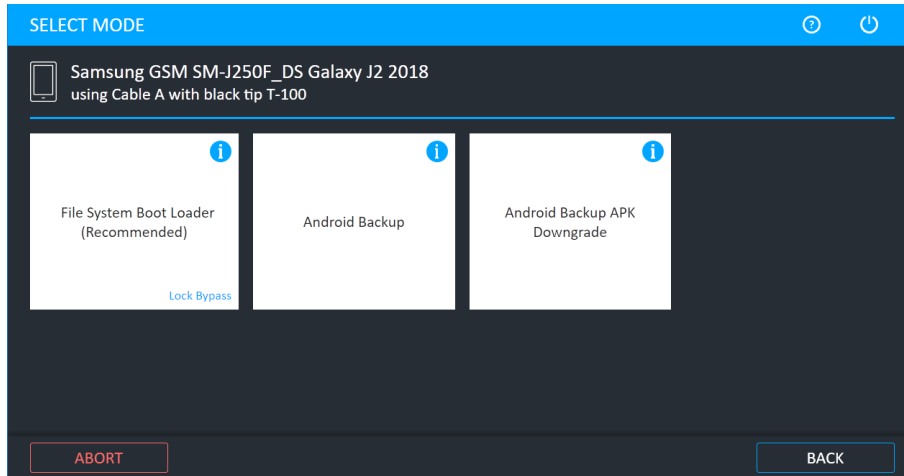 SELECT MODE
Samsung GSM SM-J250F_DS Galaxy J2 2018
using Cable A with black tip T-100
File System Boot Loader
(Recommended)
Lock Bypass
Android Backup
Android Backup APK
Downgrade
ABORT
BACK